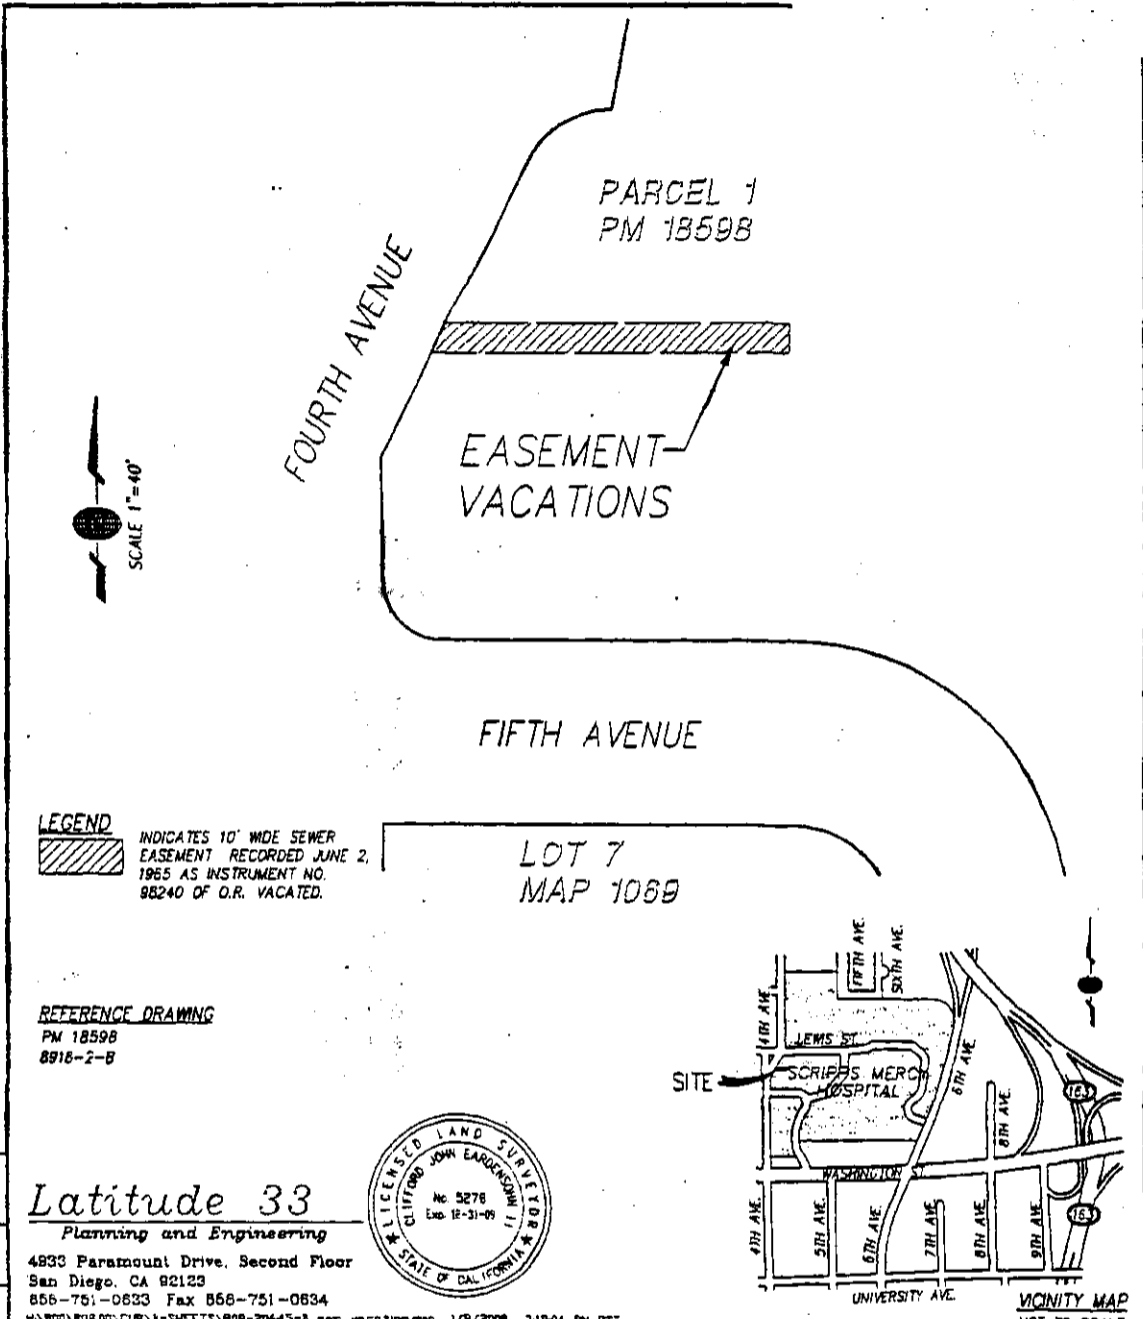 PARCEL 1
PM 18598
FOURTH AVENUE
EASEMENT
VACATIONS
SCALE 1"=40'
FIFTH AVENUE
LEGEND
INDICATES 10' WIDE SEWER
EASEMENT RECORDED JUNE 2,
1965 AS INSTRUMENT NO.
98240 OF O.R. VACATED.
LOT 7
MAP 1069
REFERENCE DRAWING
PM 18598
8918-2-B
SITE
4TH AVE.
FIFTH AVE.
SIXTH AVE.
LEWIS ST.
SCRIPPS MERCY
HOSPITAL
6TH AVE.
8TH AVE.
163
WASHINGTON ST.
163
4TH AVE.
5TH AVE.
6TH AVE.
7TH AVE.
8TH AVE.
9TH AVE.
UNIVERSITY AVE.
VICINITY MAP
LICENSED LAND SURVEYOR
CLIFFORD JOHN EARDENSOHN II
No. 5278
Exp. 12-31-09
STATE OF CALIFORNIA
Latitude 33
Planning and Engineering
4933 Paramount Drive, Second Floor
San Diego, CA 92123
858-751-0633 Fax 858-751-0634